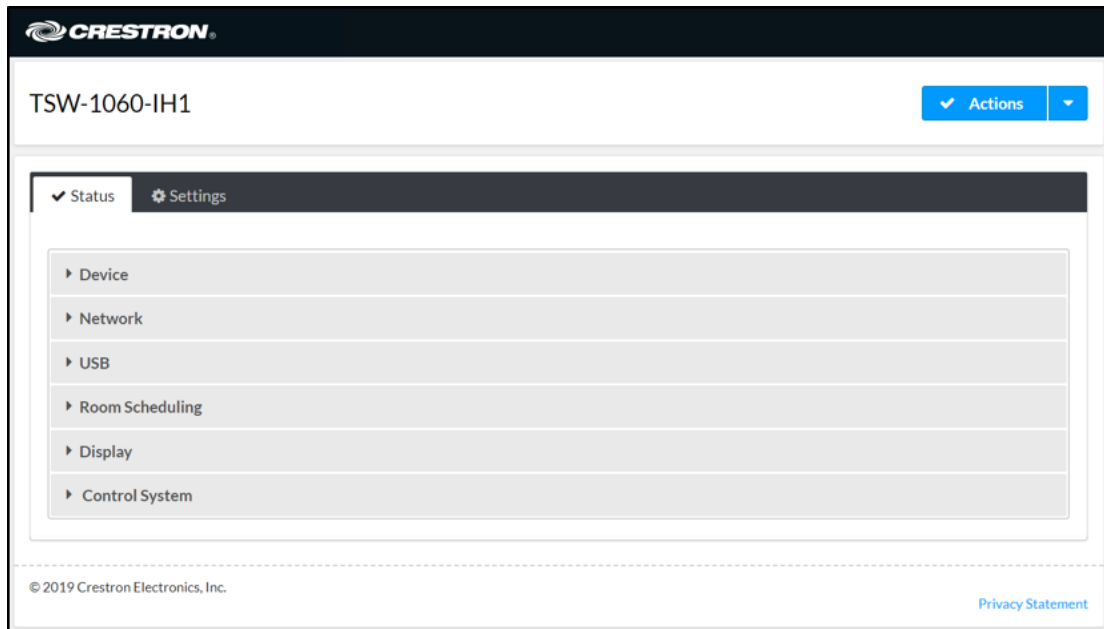 CRESTRON®
TSW-1060-IH1
Actions
Status
Settings
Device
Network
USB
Room Scheduling
Display
Control System
© 2019 Crestron Electronics, Inc.
Privacy Statement